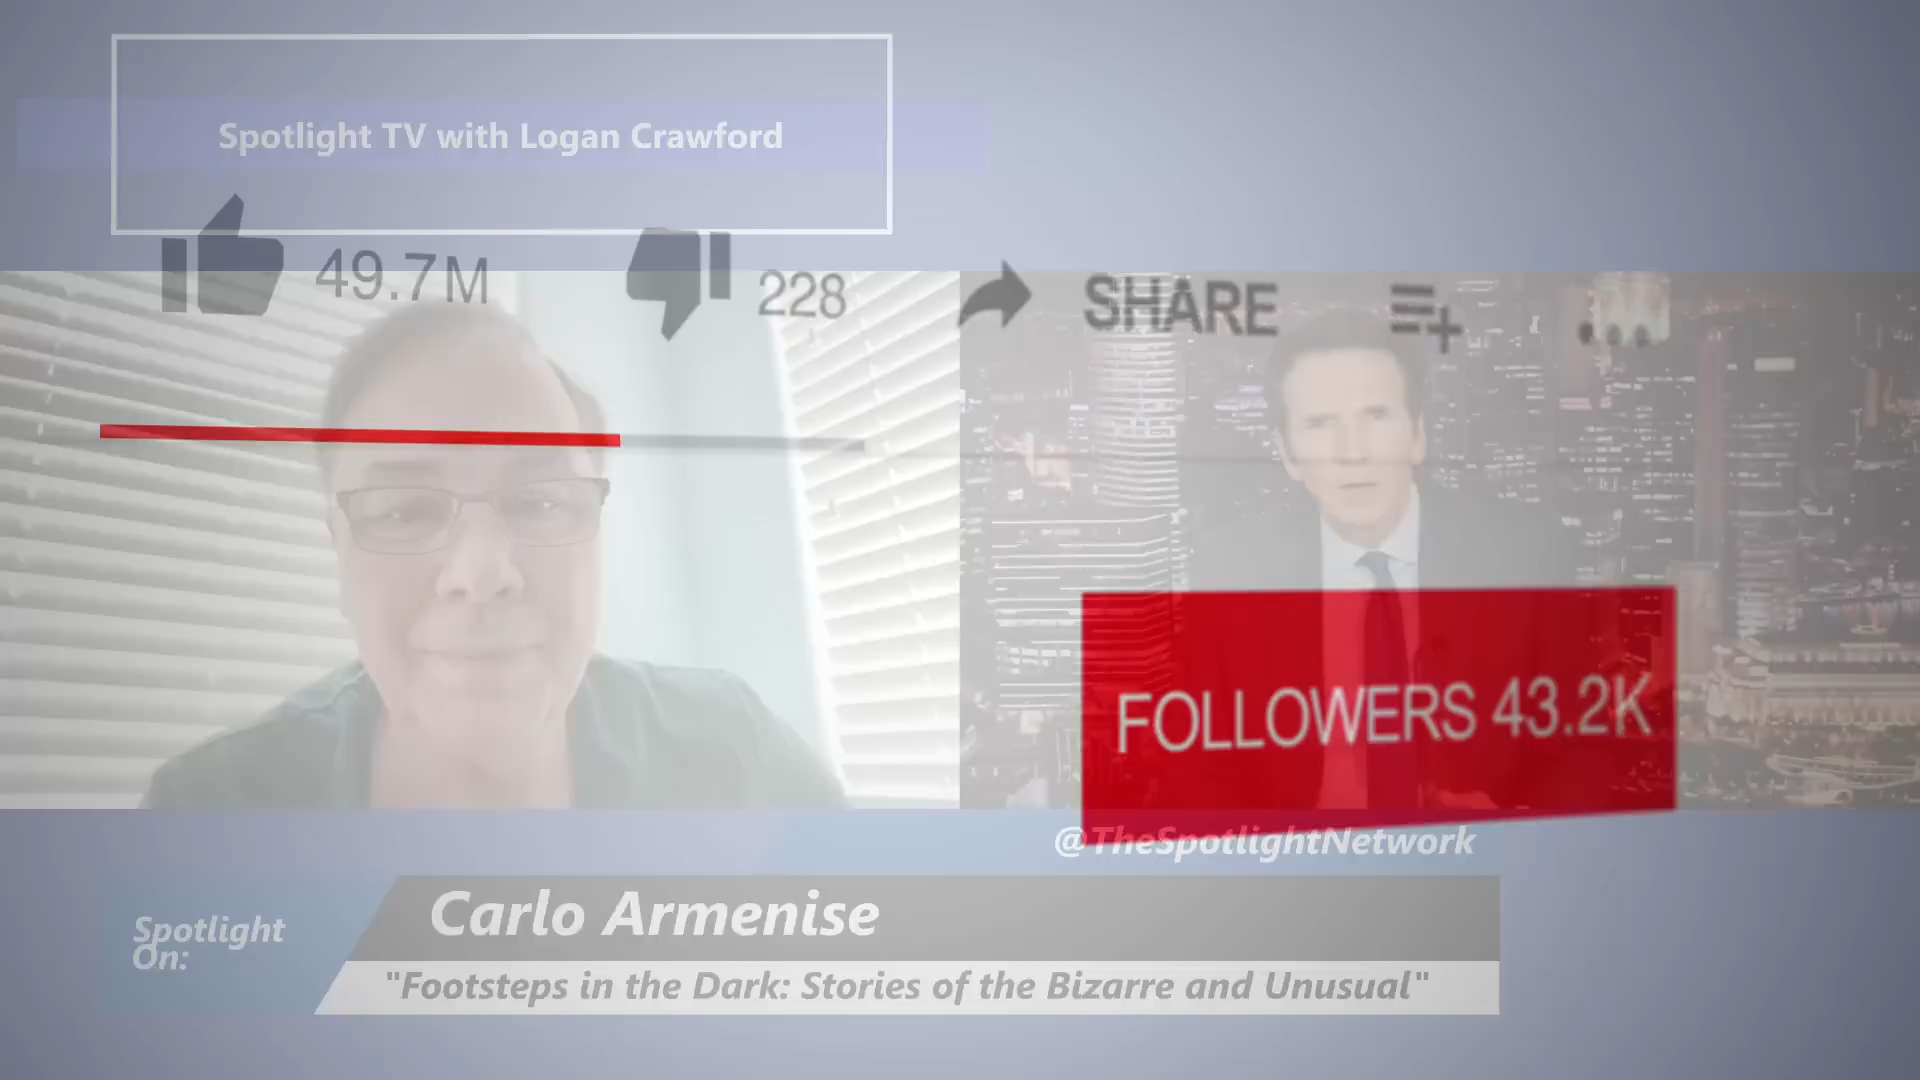 Spotlight TV with Logan Crawford
49.7M
228
SHARE
FOLLOWERS 43.2K
@TheSpotlightNetwork
Spotlight
On:
Carlo Armenise
"Footsteps in the Dark: Stories of the Bizarre and Unusual"